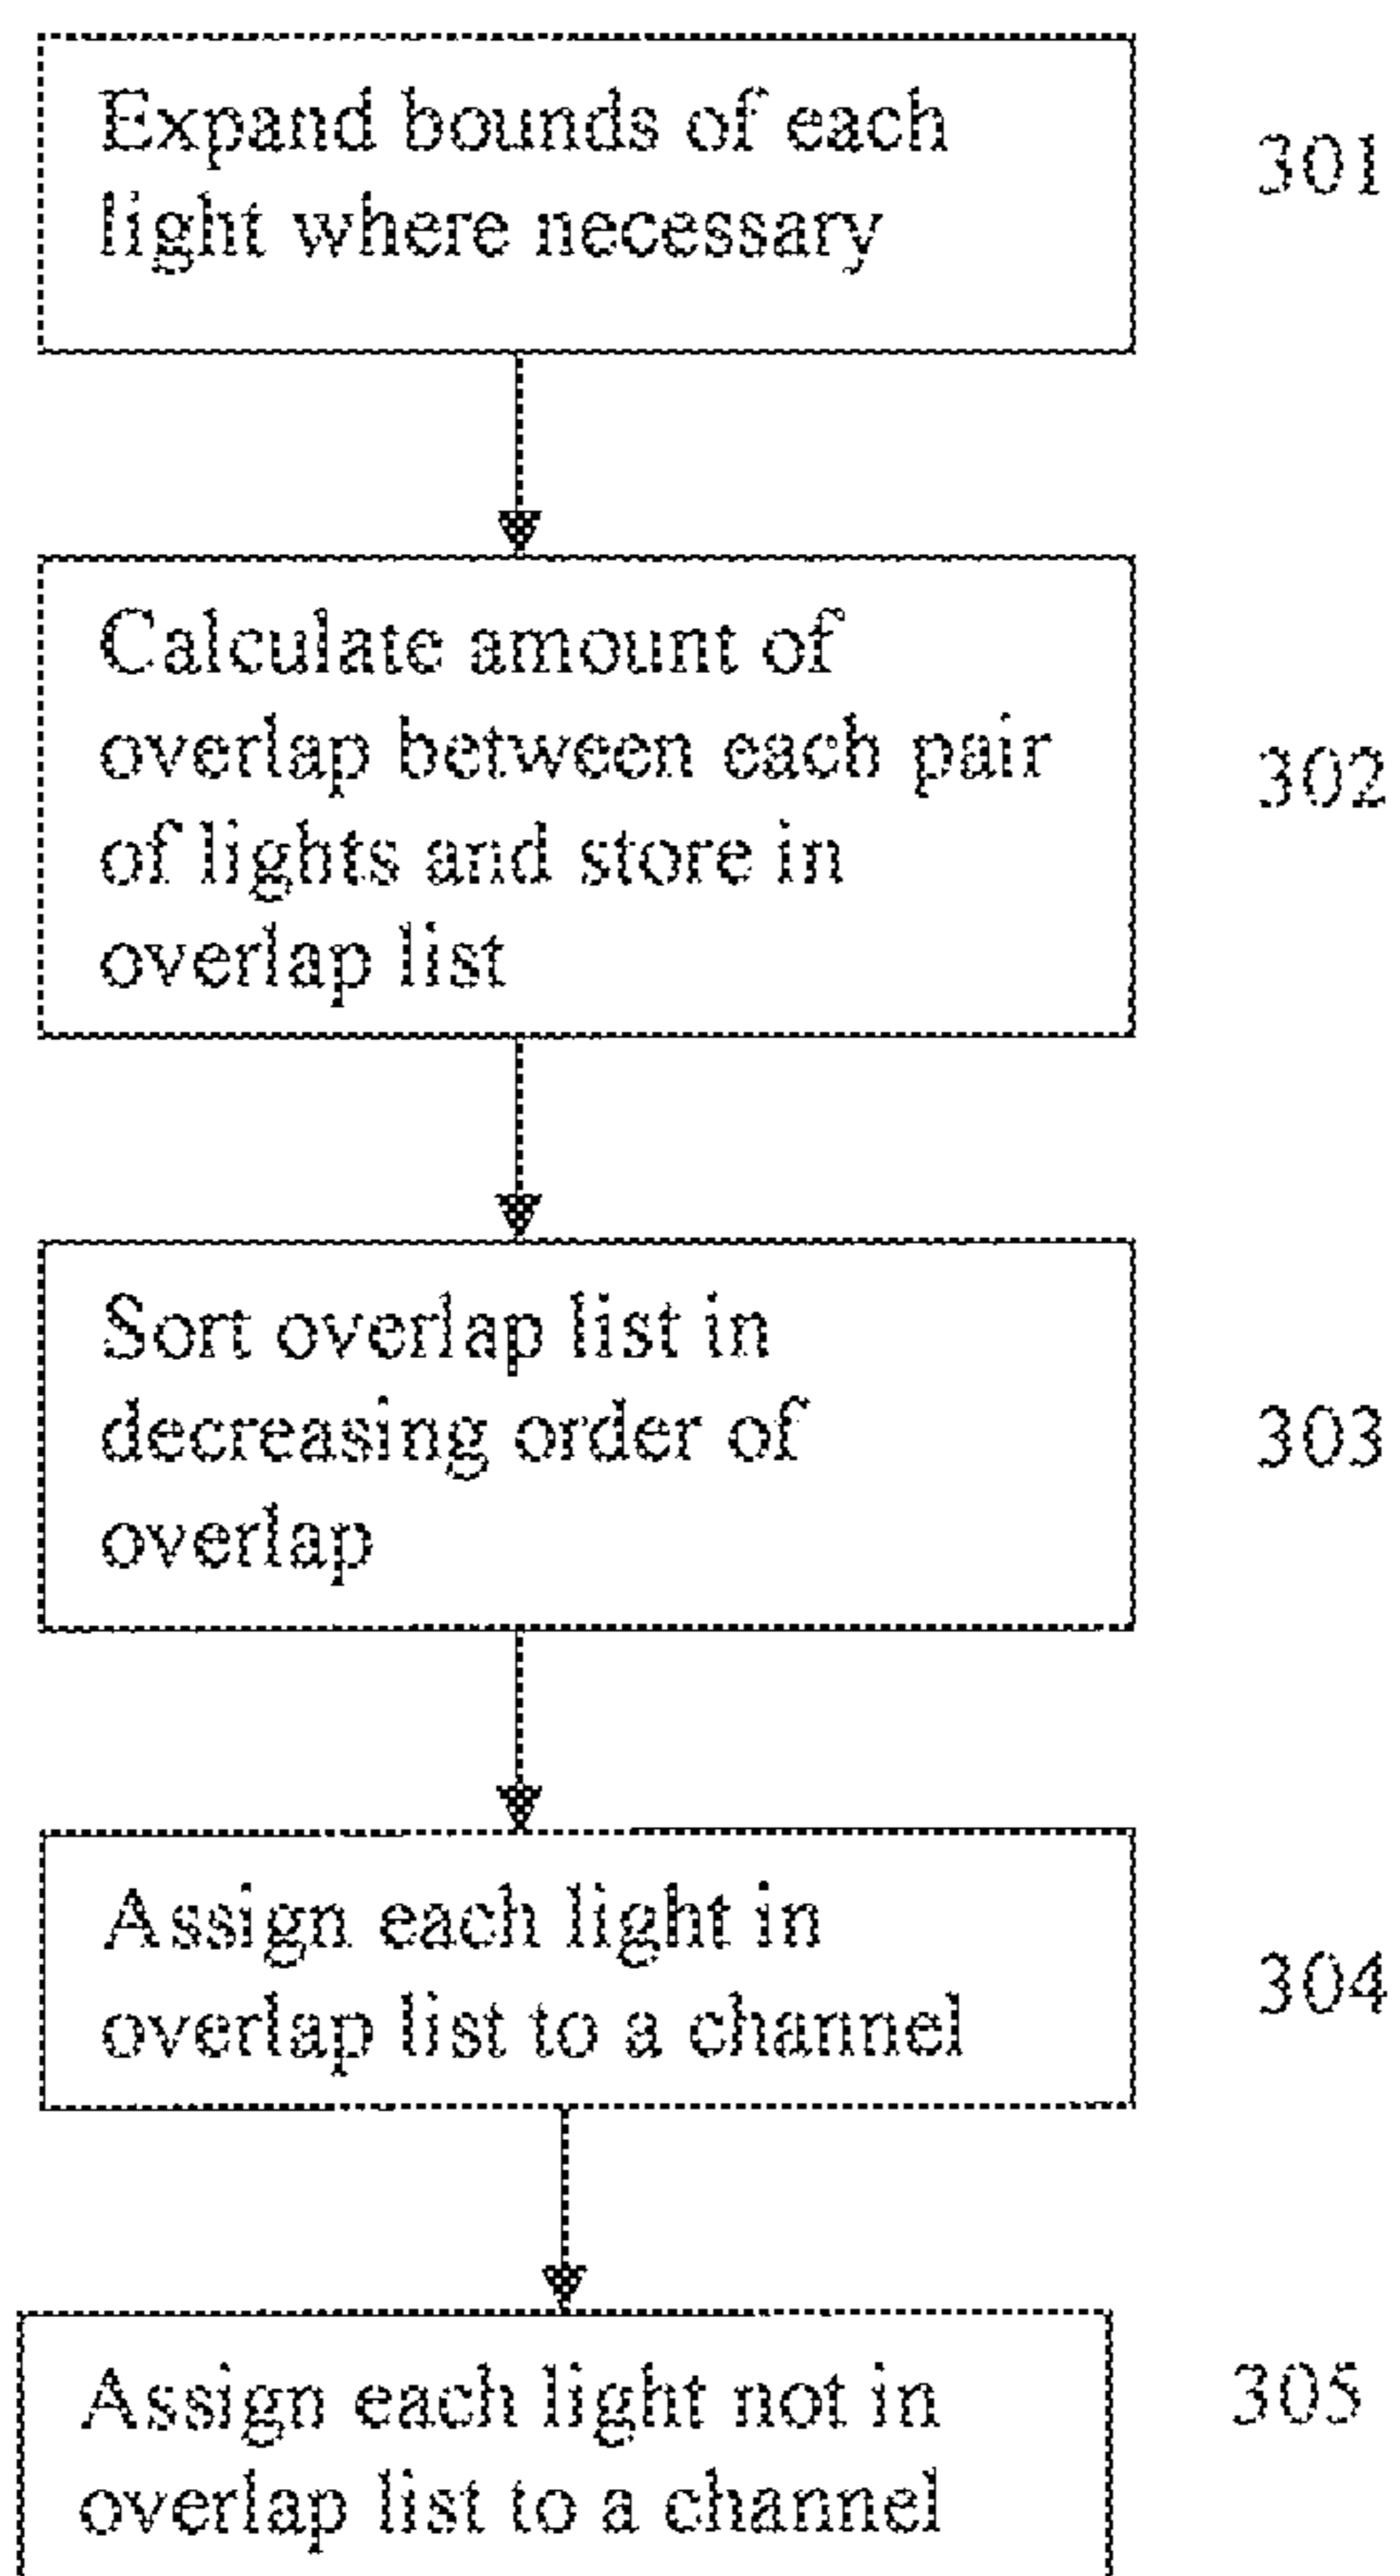 Expand bounds of each
light where necessary
301
Calculate amount of
overlap between each pair
of lights and store in
overlap list
302
Sort overlap list in
decreasing order of
overlap
303
Assign each light in
overlap list to a channel
304
Assign each light not in
overlap list to a channel
305